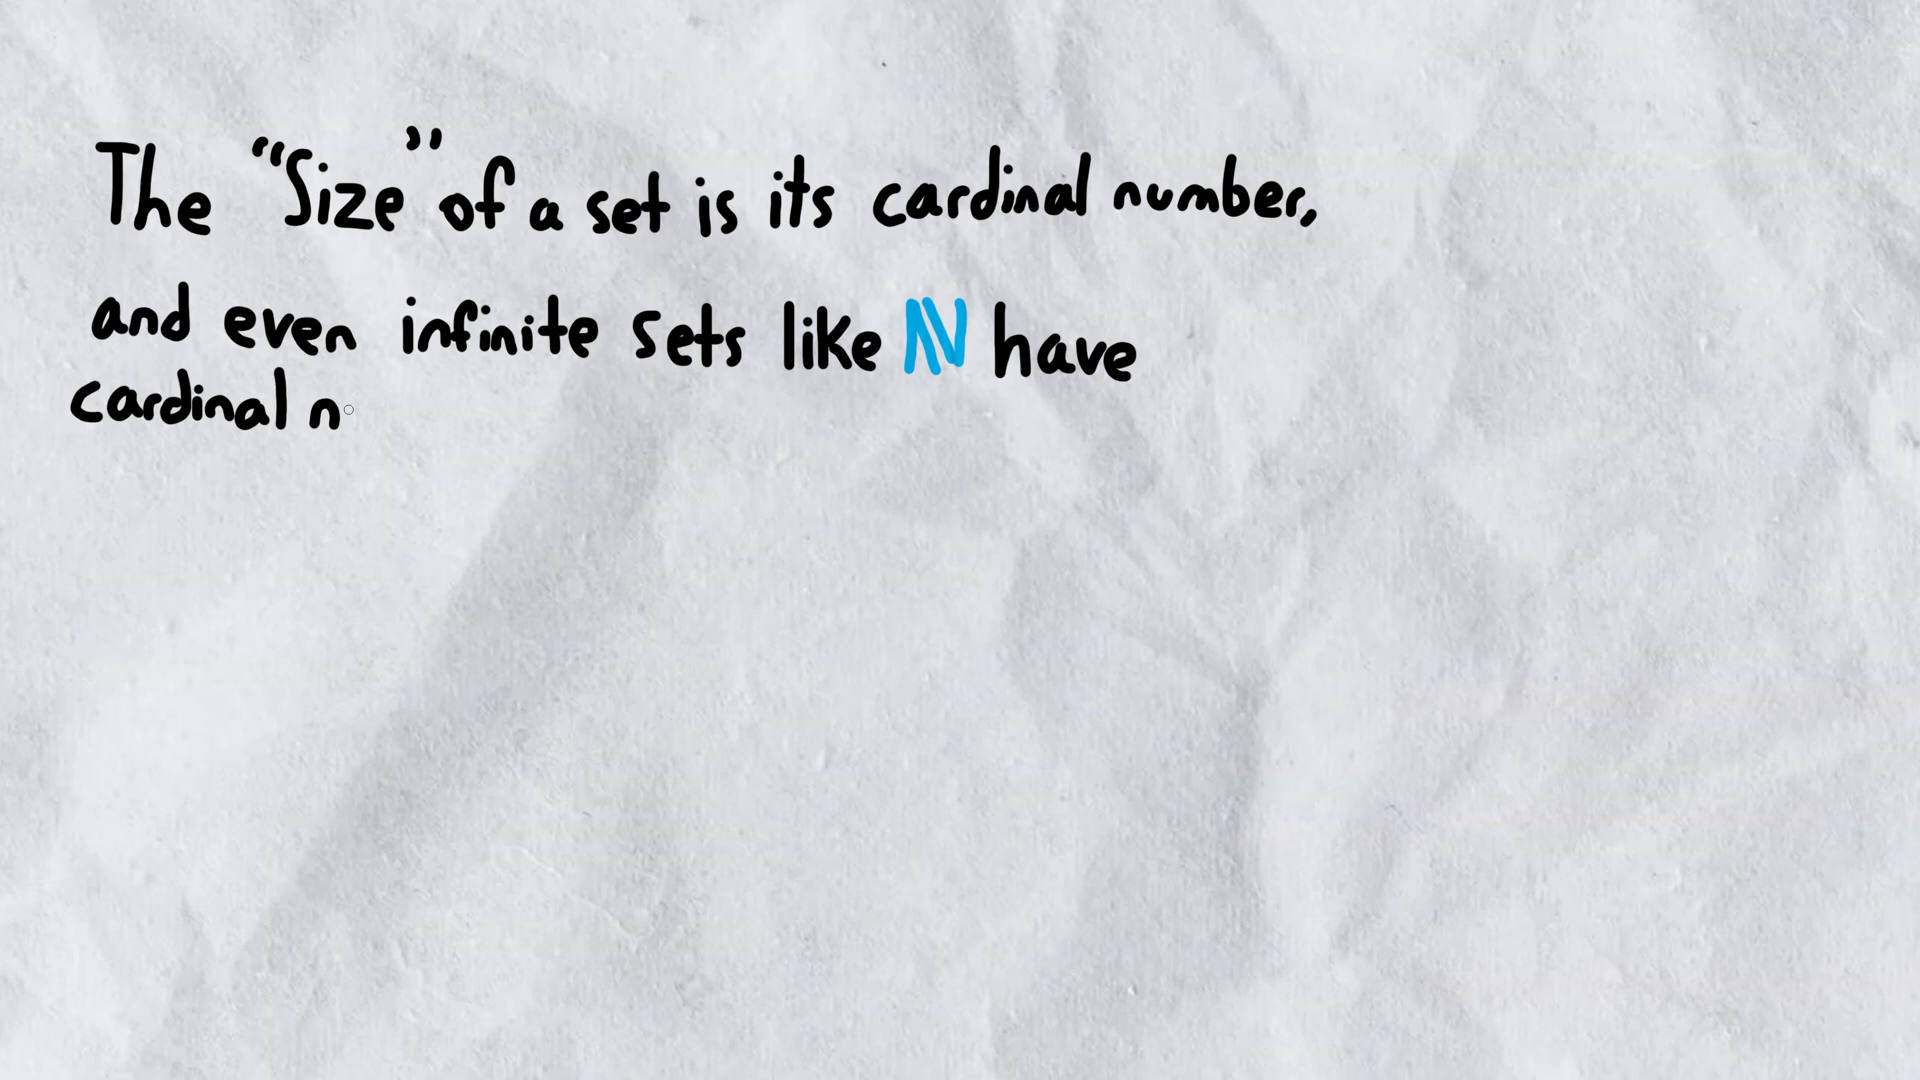 The "Size" of a set is its cardinal number,
and even infinite sets like ℕ have
cardinal n